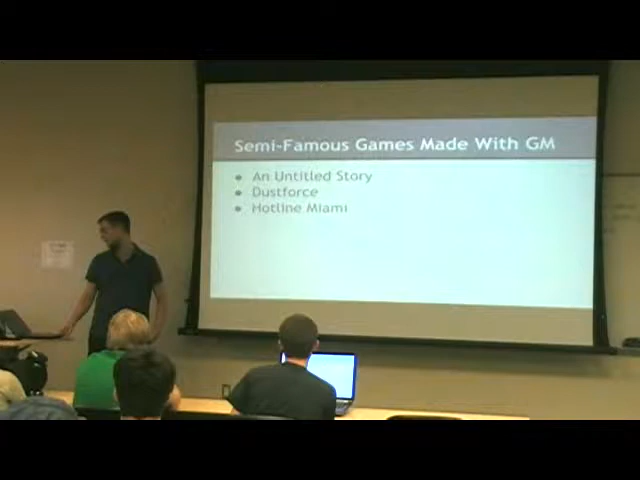 Semi-Famous Games Made With GM
An Untitled Story
Dustforce
Hotline Miami